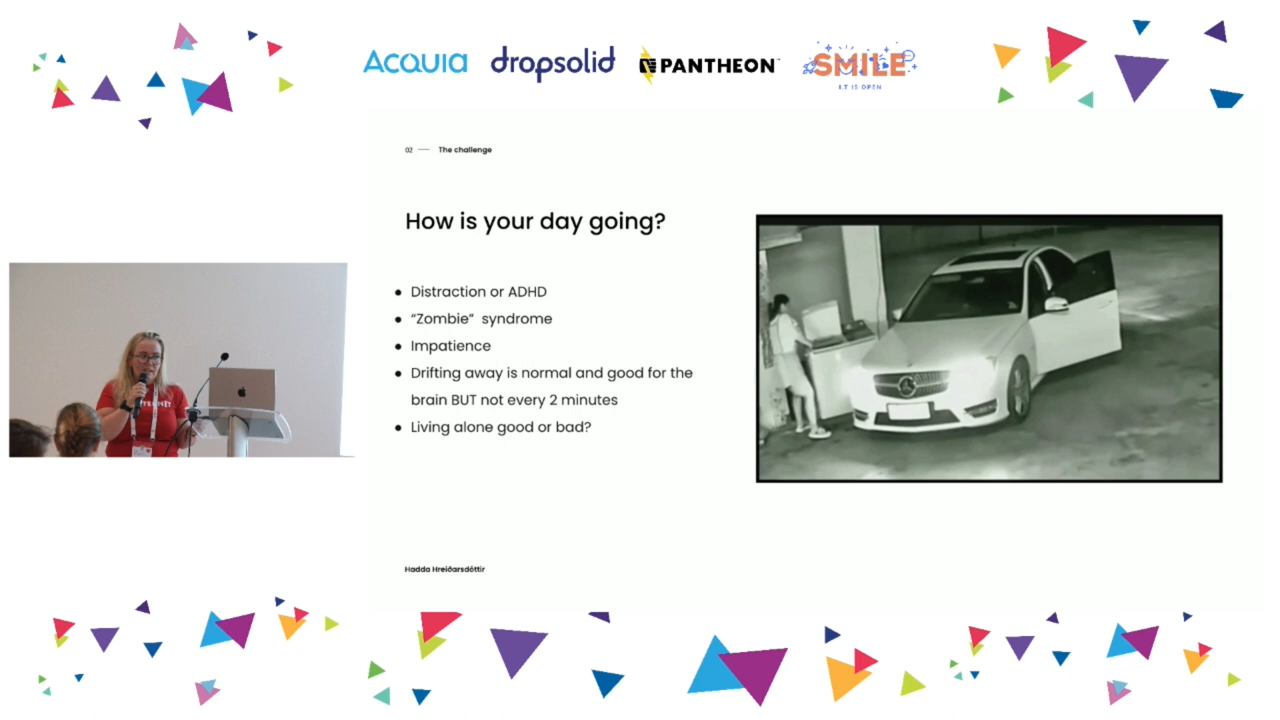 ACQUIA
dropsolid
PANTHEON
SMILE
I.T IS OPEN
02 — The challenge
How is your day going?
● Distraction or ADHD
● “Zombie” syndrome
● Impatience
● Drifting away is normal and good for the
brain BUT not every 2 minutes
● Living alone good or bad?
Hadda Hreiðarsdóttir